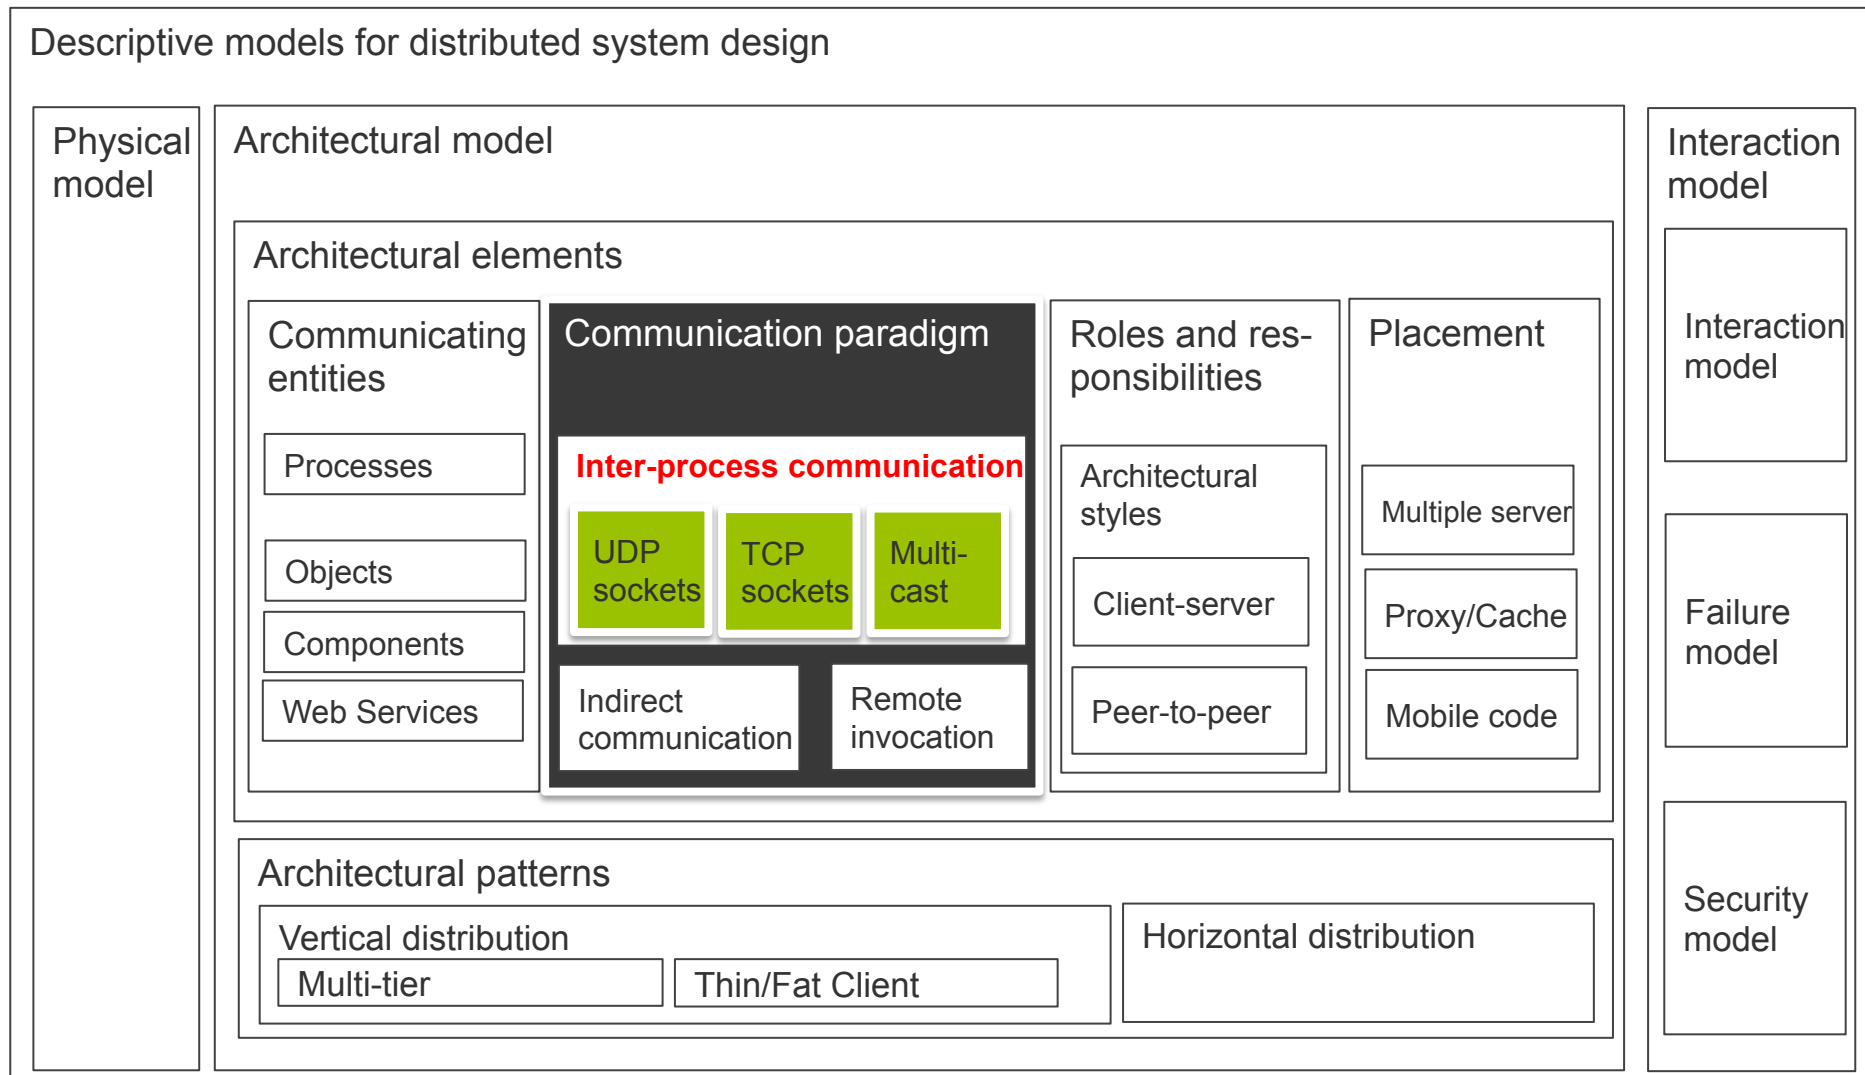 Descriptive models for distributed system design
Physical
model
Architectural model
Architectural elements
Communicating
entities
Processes
Objects
Components
Web Services
Communication paradigm
Inter-process communication
UDP
sockets
TCP
sockets
Multi-
cast
Indirect
communication
Remote
invocation
Roles and res-
ponsibilities
Architectural
styles
Client-server
Peer-to-peer
Placement
Multiple server
Proxy/Cache
Mobile code
Architectural patterns
Vertical distribution
Multi-tier
Thin/Fat Client
Horizontal distribution
Interaction
model
Interaction
model
Failure
model
Security
model